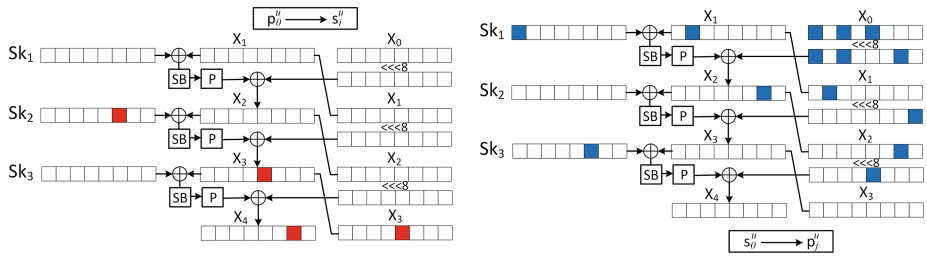 p₀ᵘ → sᵢᵘ
Sk₁ X₁ X₀
SB P <<<8
X₂ X₁
Sk₂
SB P <<<8
X₃ X₂
Sk₃
SB P <<<8
X₄ X₃
Sk₁ X₁ X₀
SB P <<<8
X₂ X₁
Sk₂
SB P <<<8
X₃ X₂
Sk₃
SB P <<<8
X₄ X₃
s₀ᵘ → pⱼᵘ